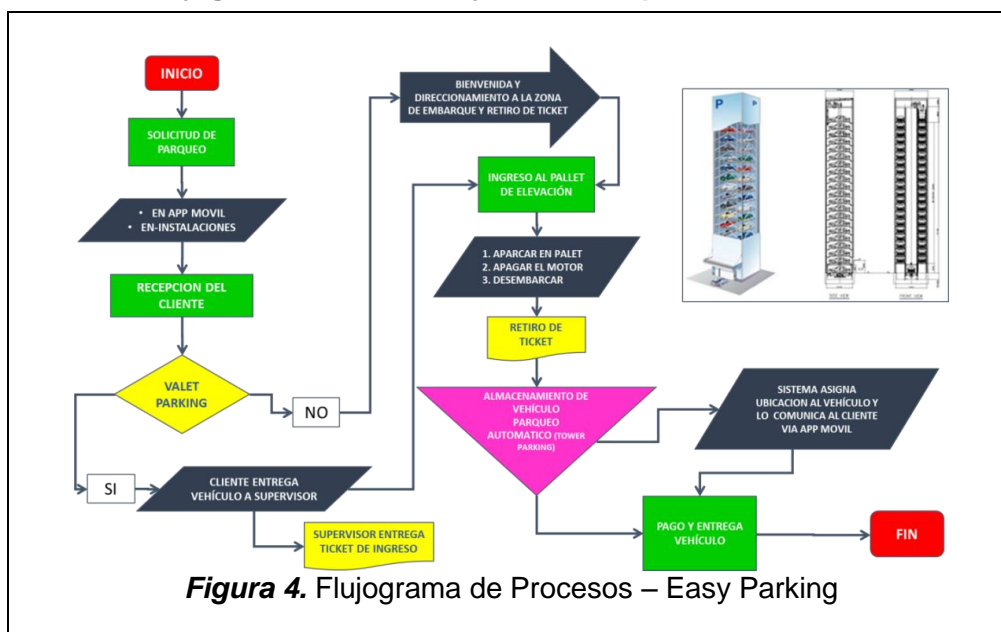 INICIO
SOLICITUD DE
PARQUEO
• EN APP MOVIL
• EN-INSTALACIONES
RECEPCION DEL
CLIENTE
VALET
PARKING
NO
SI
CLIENTE ENTREGA
VEHÍCULO A SUPERVISOR
SUPERVISOR ENTREGA
TICKET DE INGRESO
BIENVENIDA Y
DIRECCIONAMIENTO A LA ZONA
DE EMBARQUE Y RETIRO DE TICKET
INGRESO AL PALLET
DE ELEVACIÓN
1. APARCAR EN PALET
2. APAGAR EL MOTOR
3. DESEMBARCAR
RETIRO DE
TICKET
ALMACENAMIENTO DE
VEHÍCULO
PARQUEO
AUTOMATICO (TOWER
PARKING)
SISTEMA ASIGNA
UBICACION AL VEHÍCULO Y
LO COMUNICA AL CLIENTE
VIA APP MOVIL
PAGO Y ENTREGA
VEHÍCULO
FIN
P
SIDE VIEW
FRONT VIEW
Figura 4. Flujograma de Procesos – Easy Parking